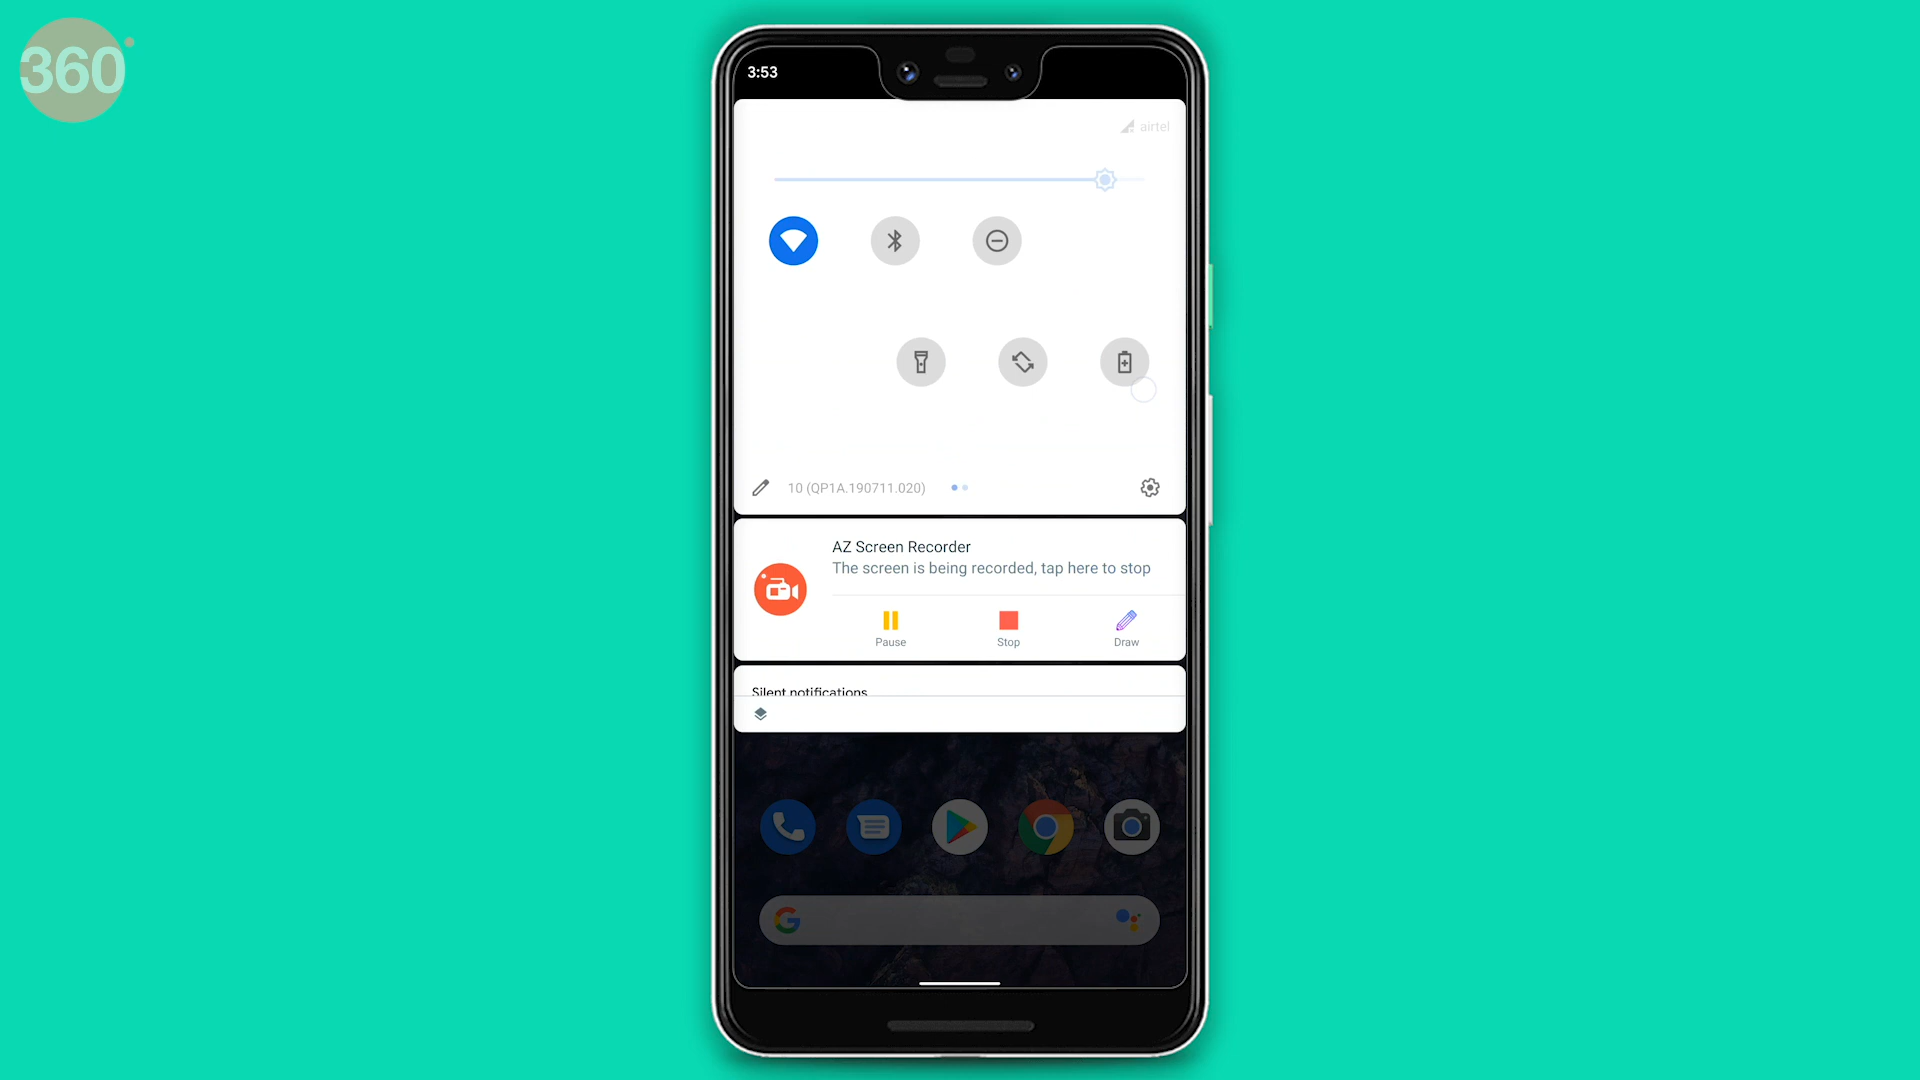 360
3:53
airtel
10 (QP1A.190711.020)
AZ Screen Recorder
The screen is being recorded, tap here to stop
Pause
Stop
Draw
Silent notifications